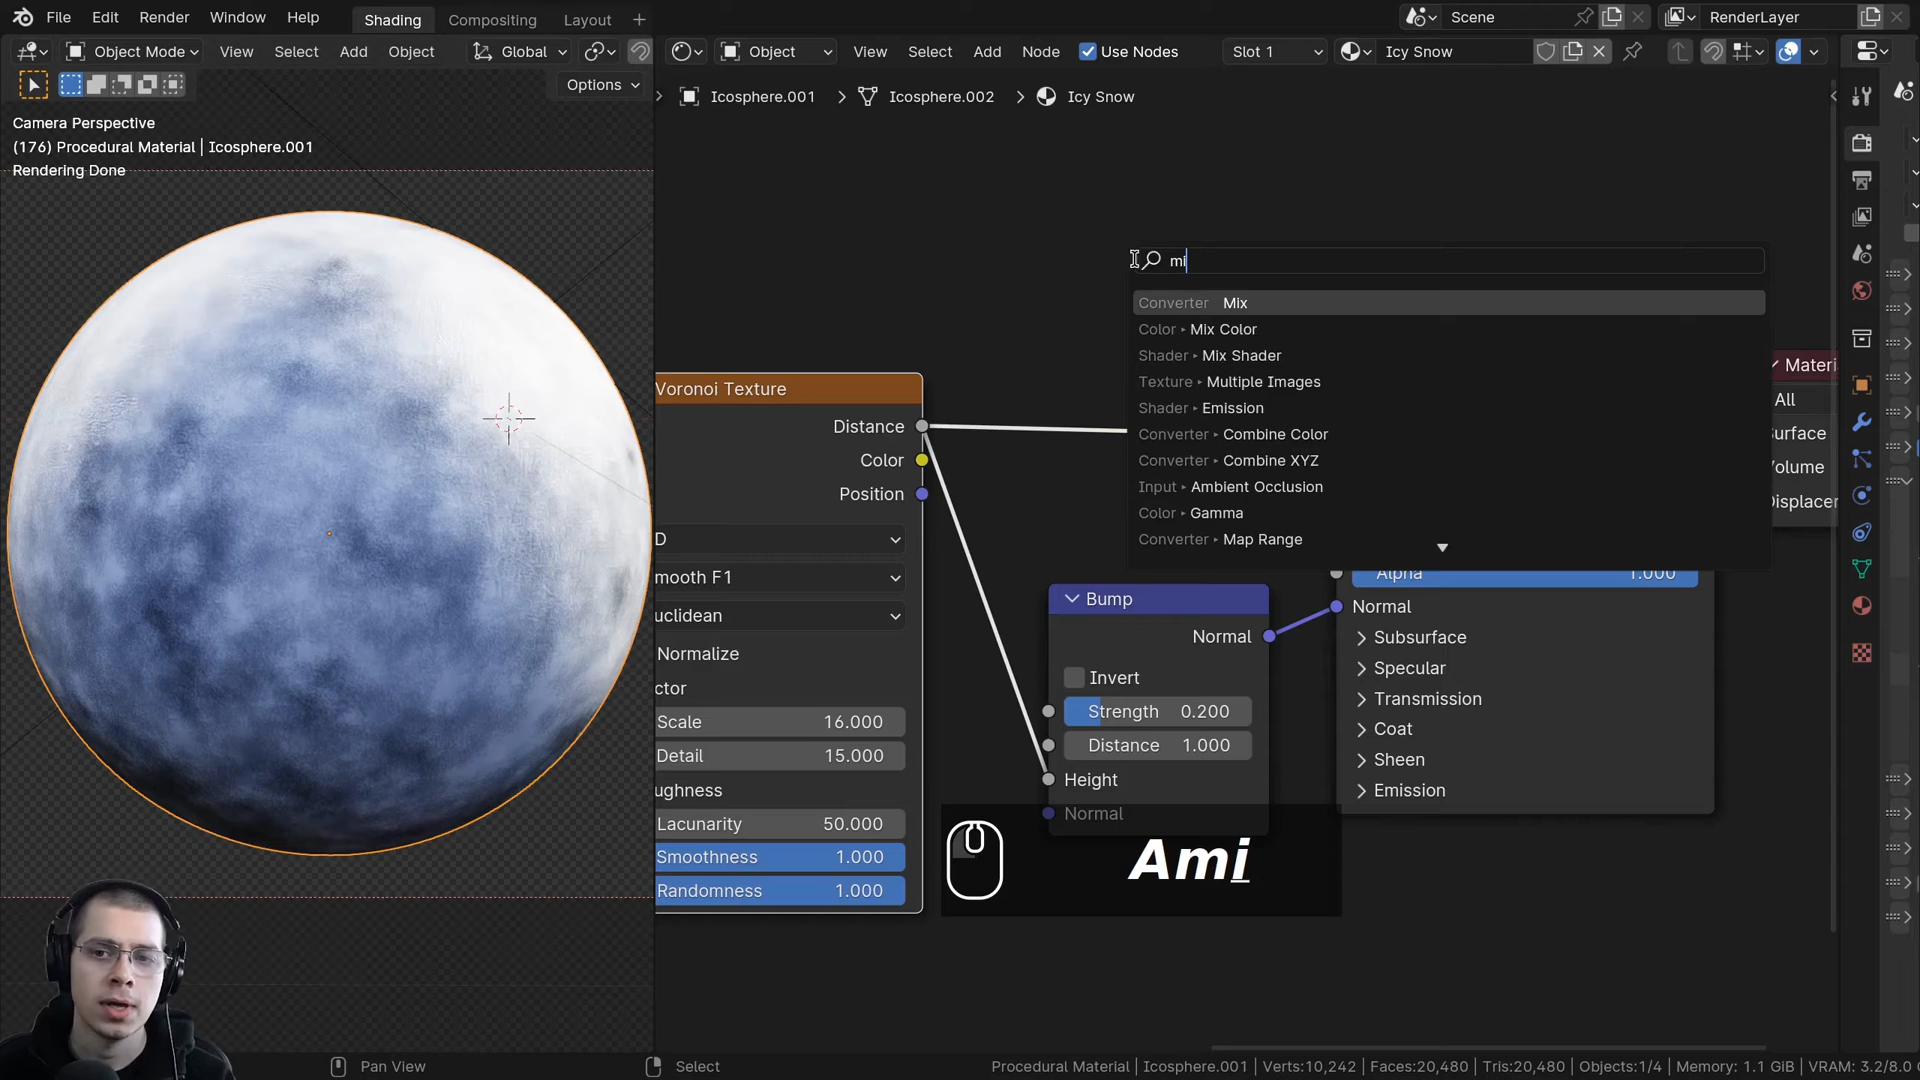 File Edit Render Window Help Shading Compositing Layout + Scene RenderLayer
Object Mode View Select Add Object Global Object View Select Add Node Use Nodes Slot 1 Icy Snow
Options
Icosphere.001 Icosphere.002 Icy Snow
Camera Perspective
(176) Procedural Material | Icosphere.001
Rendering Done
mi
Converter Mix
Color ▸ Mix Color
Shader ▸ Mix Shader
Texture ▸ Multiple Images
Shader ▸ Emission
Converter ▸ Combine Color
Converter ▸ Combine XYZ
Input ▸ Ambient Occlusion
Color ▸ Gamma
Converter ▸ Map Range
Voronoi Texture
Distance
Color
Position
D
mooth F1
uclidean
Normalize
ctor
Scale 16.000
Detail 15.000
ughness
Lacunarity 50.000
Smoothness 1.000
Randomness 1.000
Bump
Normal
Invert
Strength 0.200
Distance 1.000
Height
Normal
Alpha 1.000
Normal
Subsurface
Specular
Transmission
Coat
Sheen
Emission
Materi
All
Surface
Volume
Displacer
Ami
Pan View Select Procedural Material | Icosphere.001 | Verts:10,242 | Faces:20,480 | Tris:20,480 | Objects:1/4 | Memory: 1.1 GiB | VRAM: 3.2/8.0